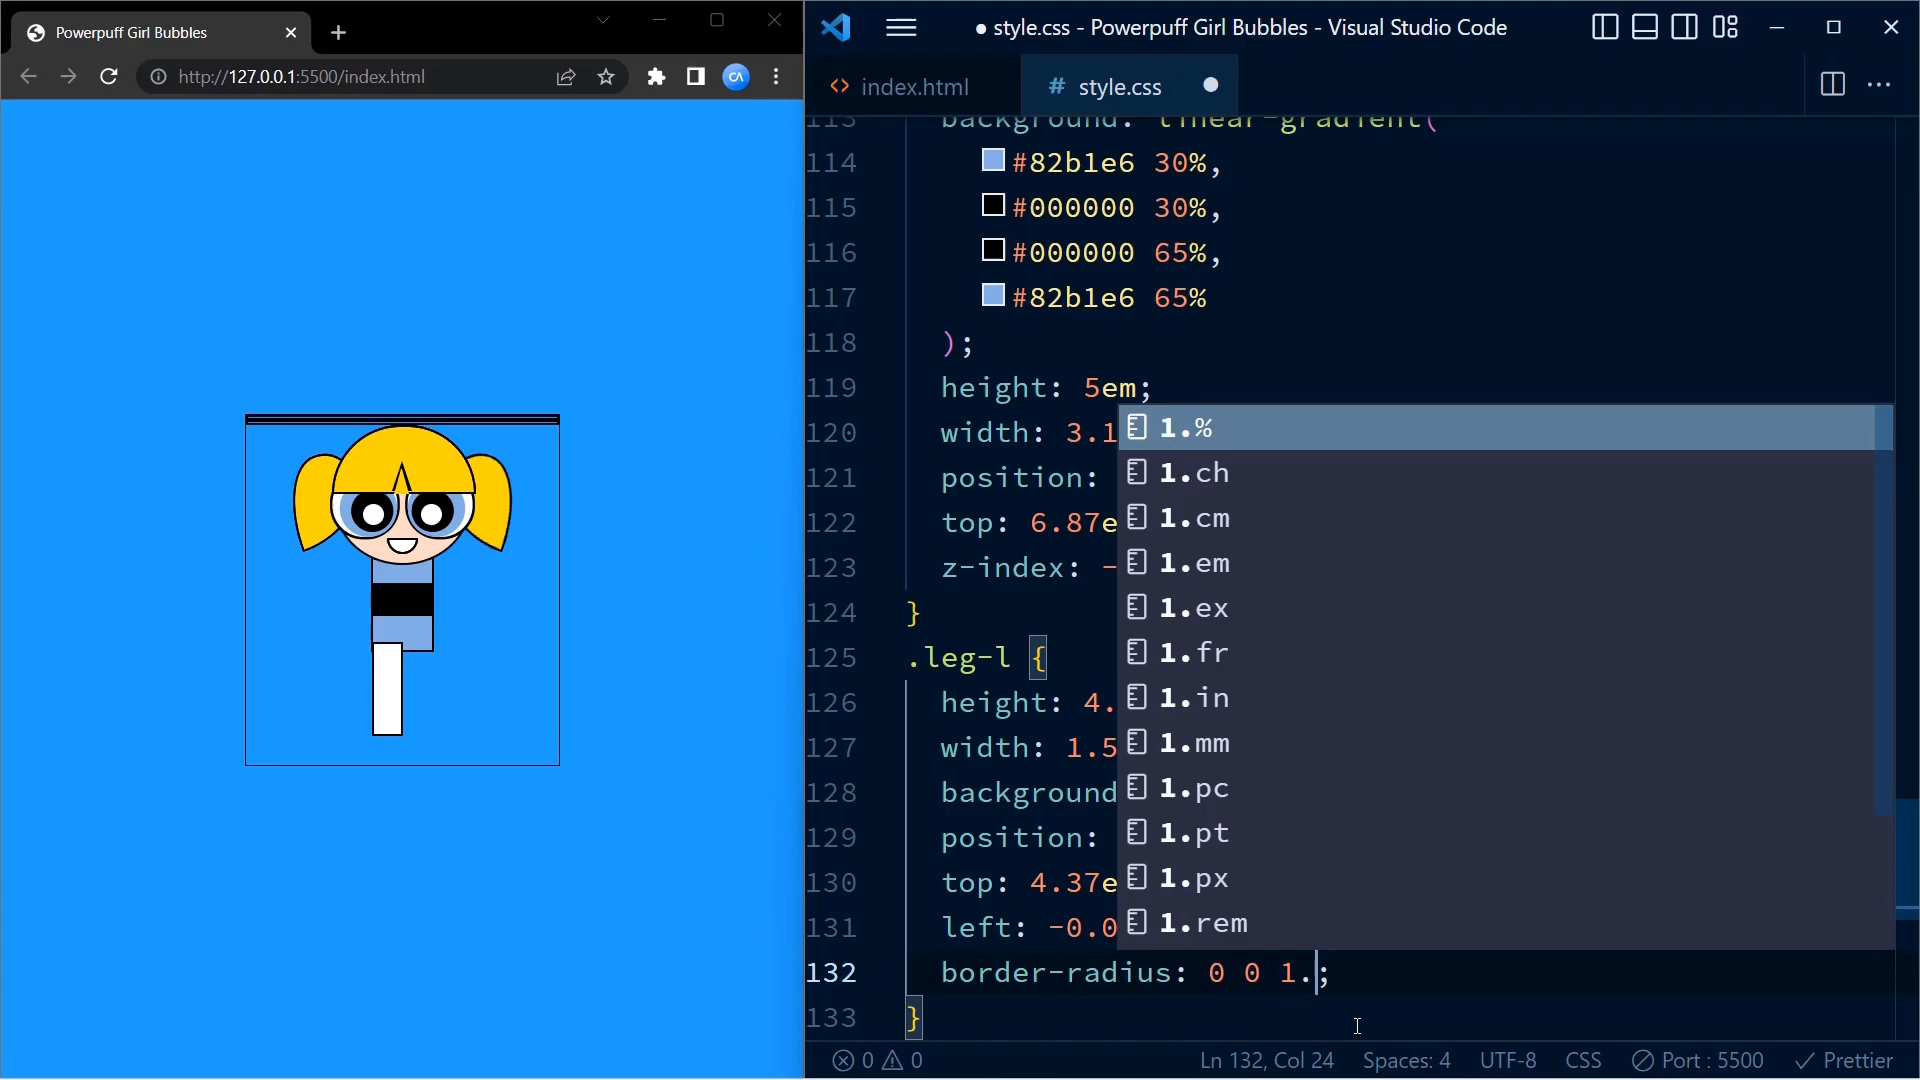 Powerpuff Girl Bubbles
http://127.0.0.1:5500/index.html
CA
● style.css - Powerpuff Girl Bubbles - Visual Studio Code
<> index.html
# style.css ●
113 background: linear-gradient(
114 #82b1e6 30%,
115 #000000 30%,
116 #000000 65%,
117 #82b1e6 65%
118 );
119 height: 5em;
120 width: 3.1
121 position:
122 top: 6.87e
123 z-index: -
124 }
125 .leg-l {
126 height: 4.
127 width: 1.5
128 background
129 position:
130 top: 4.37e
131 left: -0.0
132 border-radius: 0 0 1.;
133 }
1.%
1.ch
1.cm
1.em
1.ex
1.fr
1.in
1.mm
1.pc
1.pt
1.px
1.rem
0 0 Ln 132, Col 24 Spaces: 4 UTF-8 CSS Port : 5500 Prettier